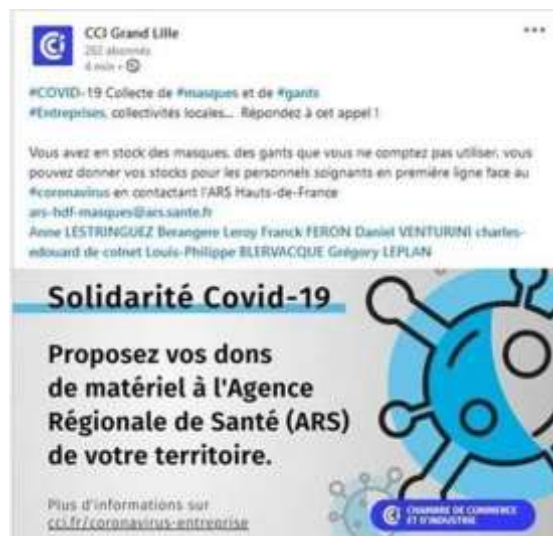 CCI Grand Lille
262 abonnés
4 min •
#COVID-19 Collecte de #masques et de #gants
#Entreprises, collectivités locales... Répondez à cet appel !
Vous avez en stock des masques, des gants que vous ne comptez pas utiliser, vous
pouvez donner vos stocks pour les personnels soignants en première ligne face au
#coronavirus en contactant l'ARS Hauts-de-France
ars-hdf-masques@ars.sante.fr
Anne LESTRINGUEZ Berangere Leroy Franck FERON Daniel VENTURINI charles-
edouard de colnet Louis-Philippe BLERVACQUE Grégory LEPLAN
Solidarité Covid-19
Proposez vos dons
de matériel à l'Agence
Régionale de Santé (ARS)
de votre territoire.
Plus d'informations sur
cci.fr/coronavirus-entreprise
CHAMBRE DE COMMERCE
ET D'INDUSTRIE